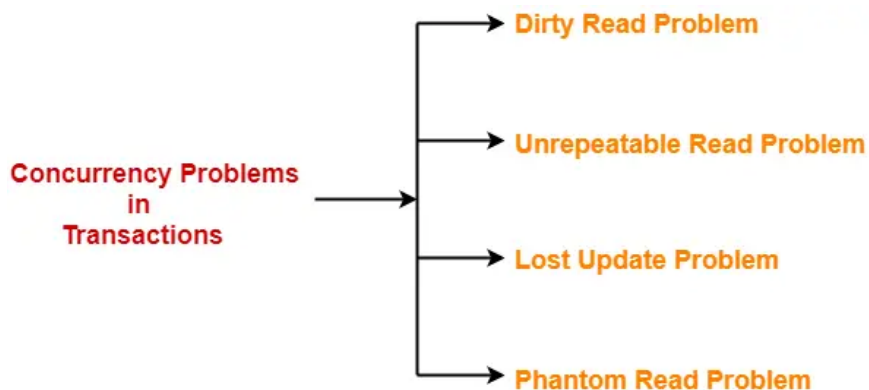 Dirty Read Problem
Unrepeatable Read Problem
Concurrency Problems
in
Transactions
Lost Update Problem
Phantom Read Problem